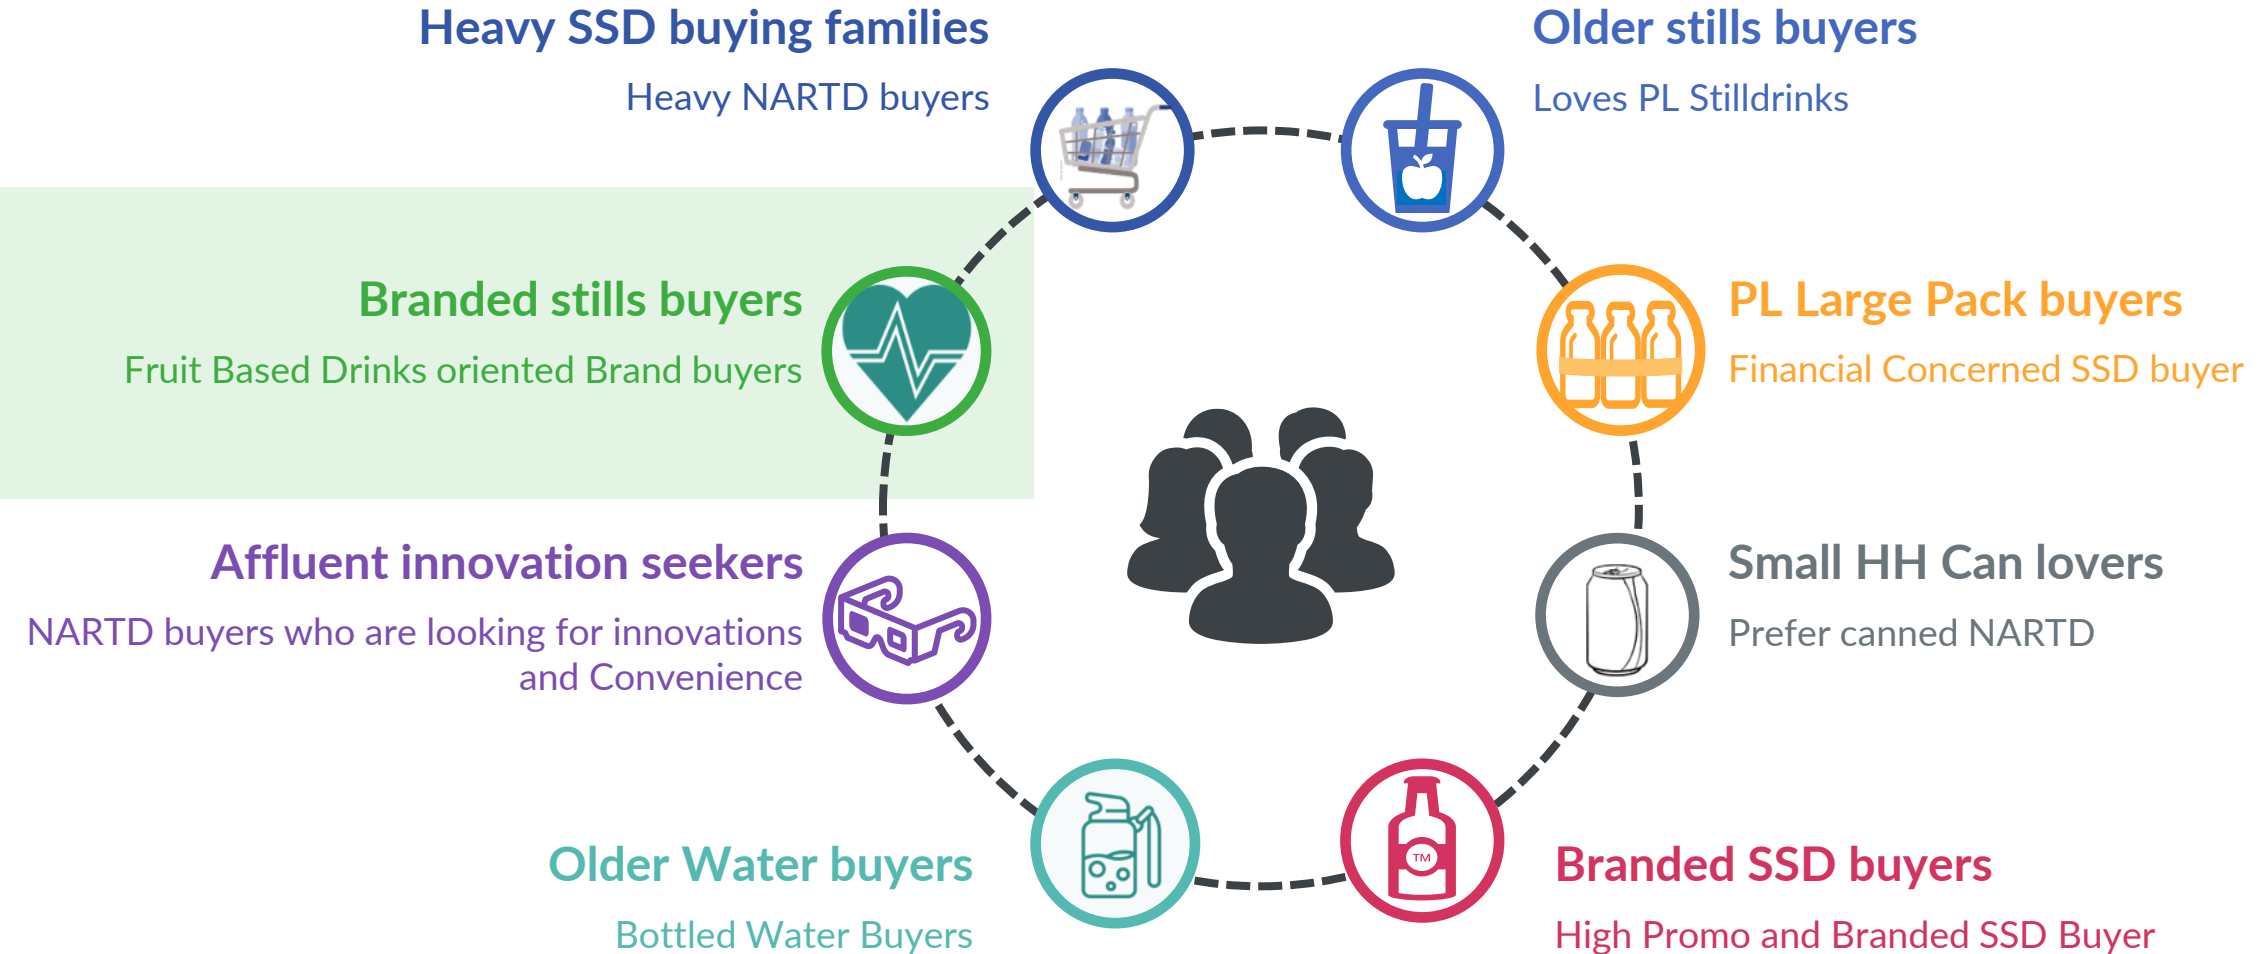 Heavy SSD buying families
Heavy NARTD buyers
Older stills buyers
Loves PL Stilldrinks
Branded stills buyers
Fruit Based Drinks oriented Brand buyers
PL Large Pack buyers
Financial Concerned SSD buyer
Affluent innovation seekers
NARTD buyers who are looking for innovations
and Convenience
Small HH Can lovers
Prefer canned NARTD
Older Water buyers
Bottled Water Buyers
TM
Branded SSD buyers
High Promo and Branded SSD Buyer